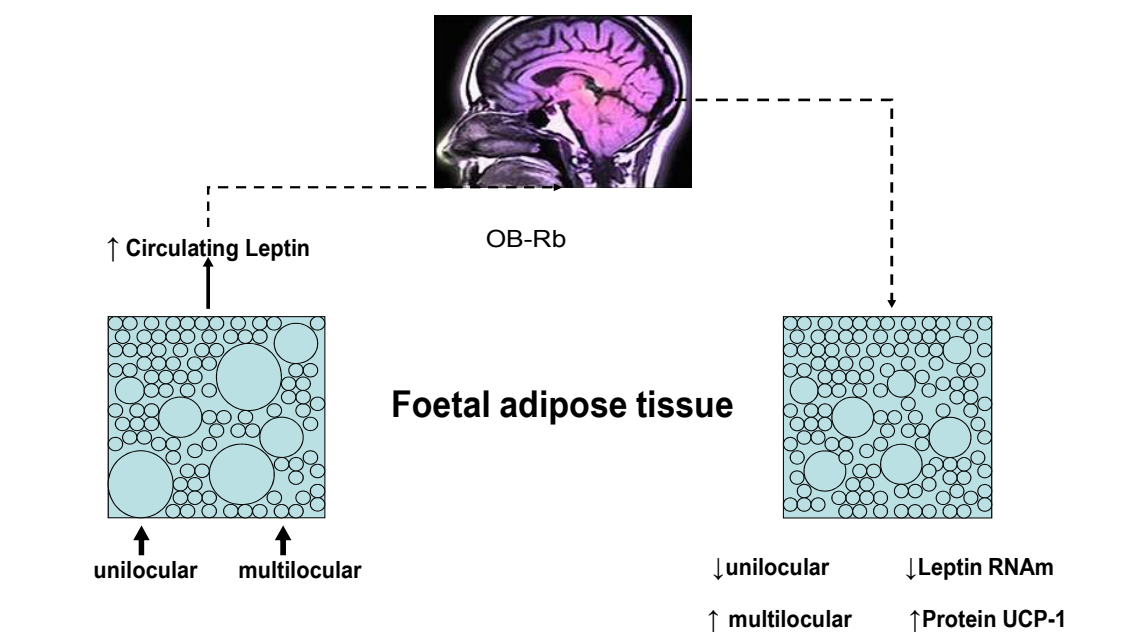 OB-Rb
↑ Circulating Leptin
Foetal adipose tissue
unilocular multilocular
↓unilocular ↓Leptin RNAm
↑ multilocular ↑Protein UCP-1